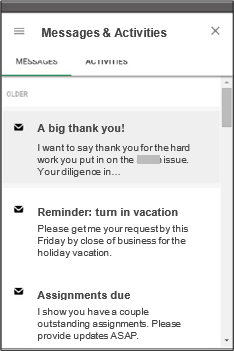 Messages & Activities
MESSAGES ACTIVITIES
OLDER
A big thank you!
I want to say thank you for the hard
work you put in on the issue.
Your diligence in...
Reminder: turn in vacation
Please get me your request by this
Friday by close of business for the
holiday vacation.
Assignments due
I show you have a couple
outstanding assignments. Please
provide updates ASAP.